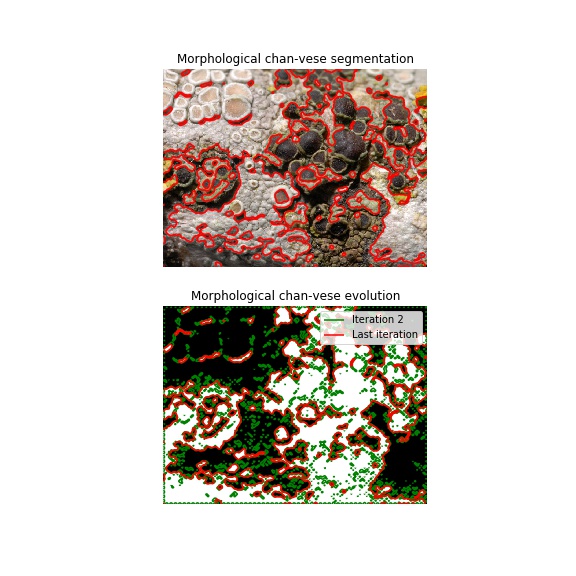 Morphological chan-vese segmentation
Morphological chan-vese evolution
Iteration 2
Last iteration